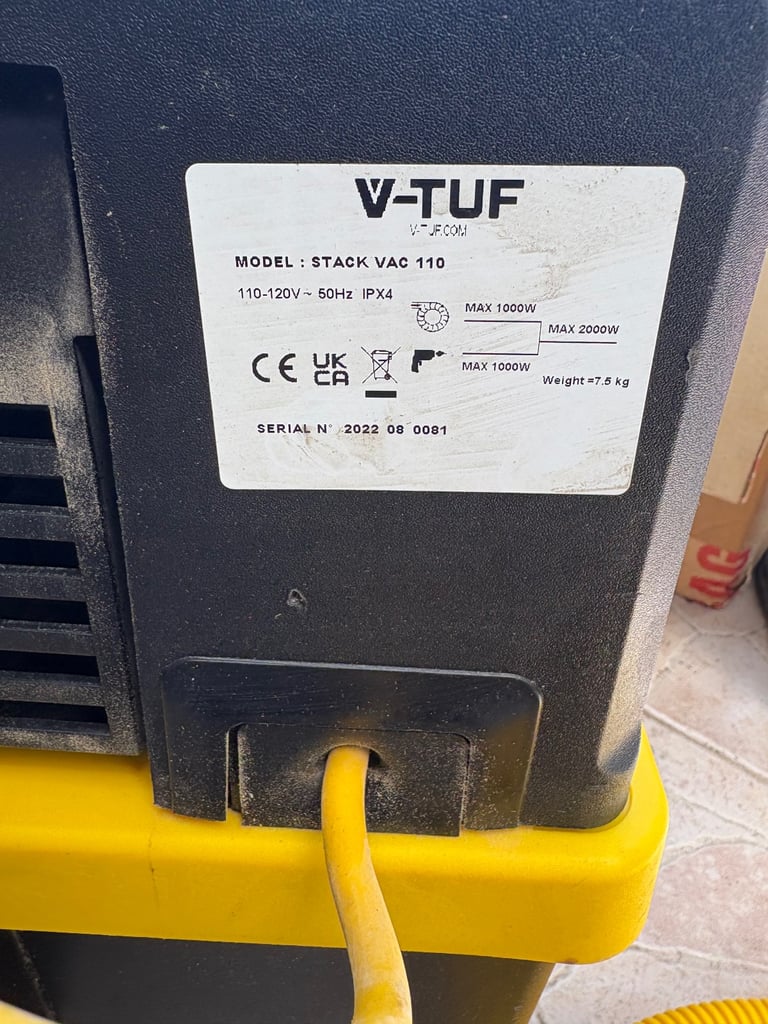 V-TUF
V-TUF.COM
MODEL : STACK VAC 110
110-120V ~ 50Hz IPX4
MAX 1000W
MAX 2000W
MAX 1000W
CE UK
CA
Weight =7.5 kg
SERIAL N° 2022 08 0081
AG